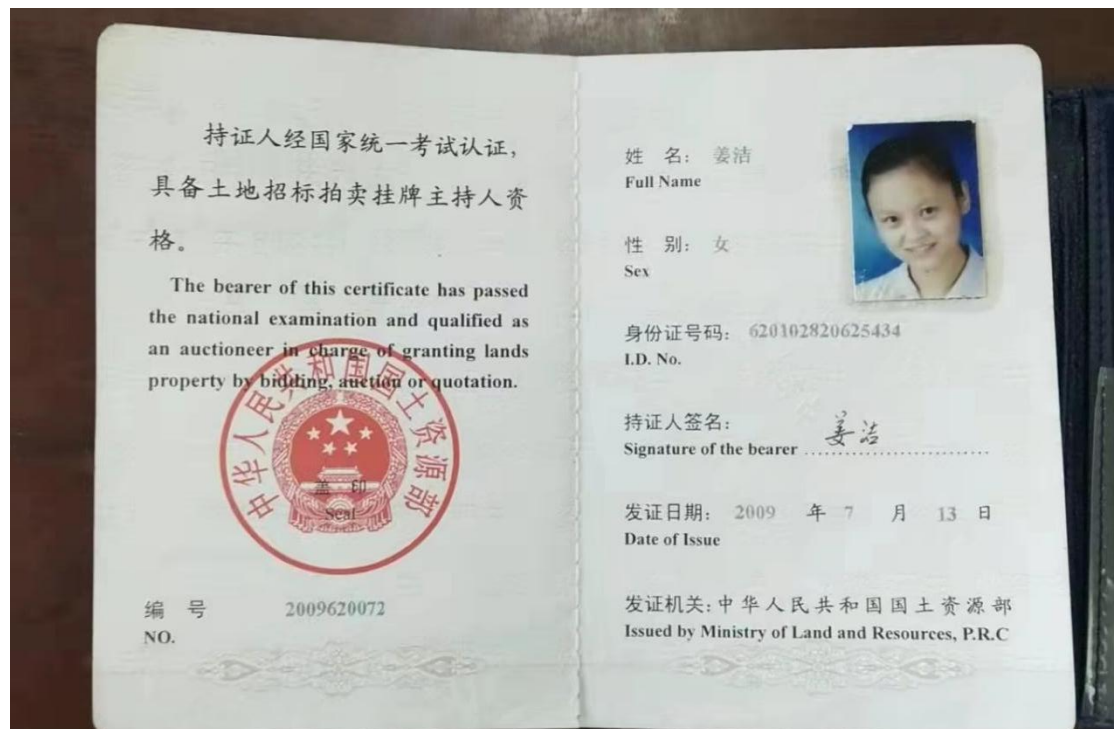 持证人经国家统一考试认证,
具备土地招标拍卖挂牌主持人资
格。
The bearer of this certificate has passed
the national examination and qualified as
an auctioneer in charge of granting lands
property by bidding, auction or quotation.
中华人民共和国国土资源部
盖 印
Seal
编 号 2009620072
NO.
姓 名: 姜洁
Full Name
性 别: 女
Sex
身份证号码: 620102820625434
I.D. No.
持证人签名: 姜洁
Signature of the bearer
发证日期: 2009 年 7 月 13 日
Date of Issue
发证机关:中华人民共和国国土资源部
Issued by Ministry of Land and Resources, P.R.C